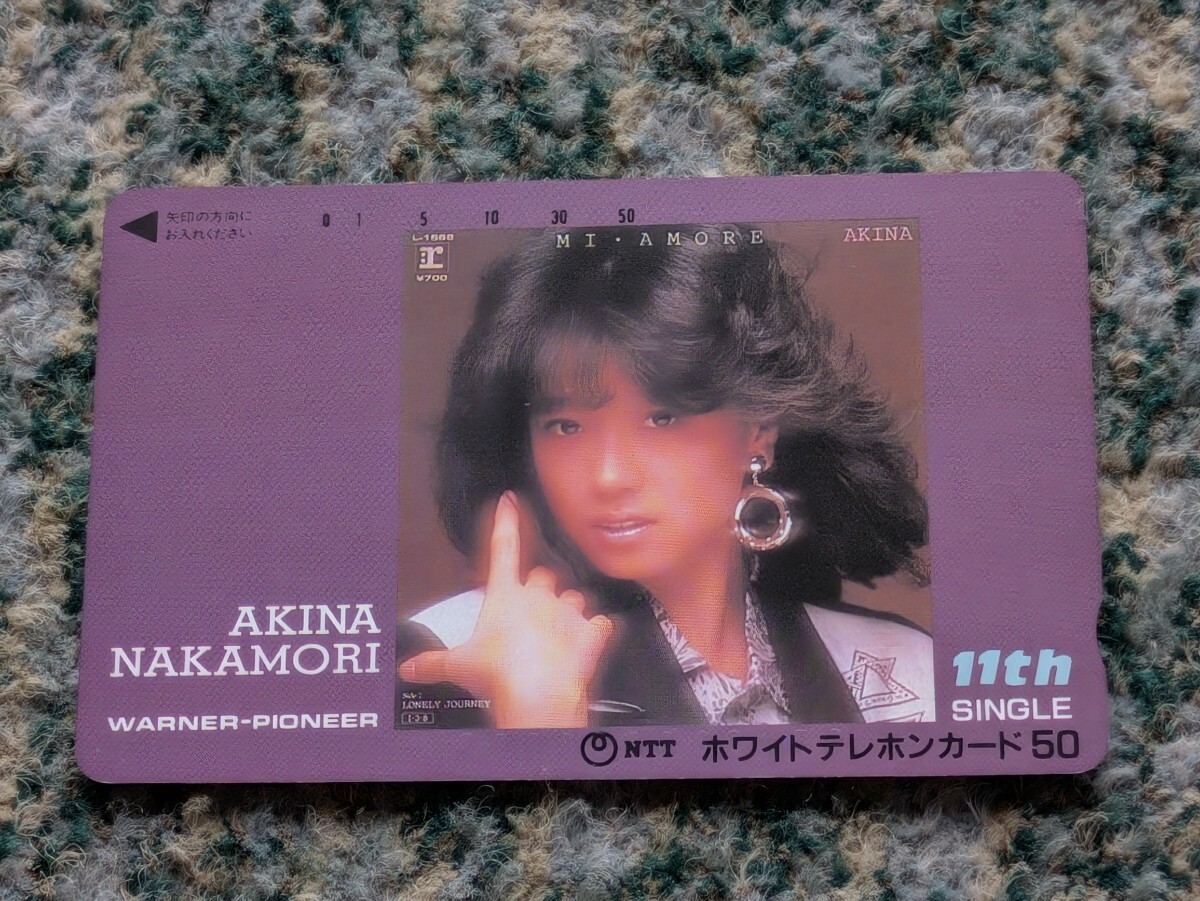 矢印の方向に
お入れください
0 1 5 10 30 50
L-1668
¥700
MI・AMORE
AKINA
AKINA
NAKAMORI
WARNER-PIONEER
LONELY JOURNEY
11th
SINGLE
NTT ホワイトテレホンカード50